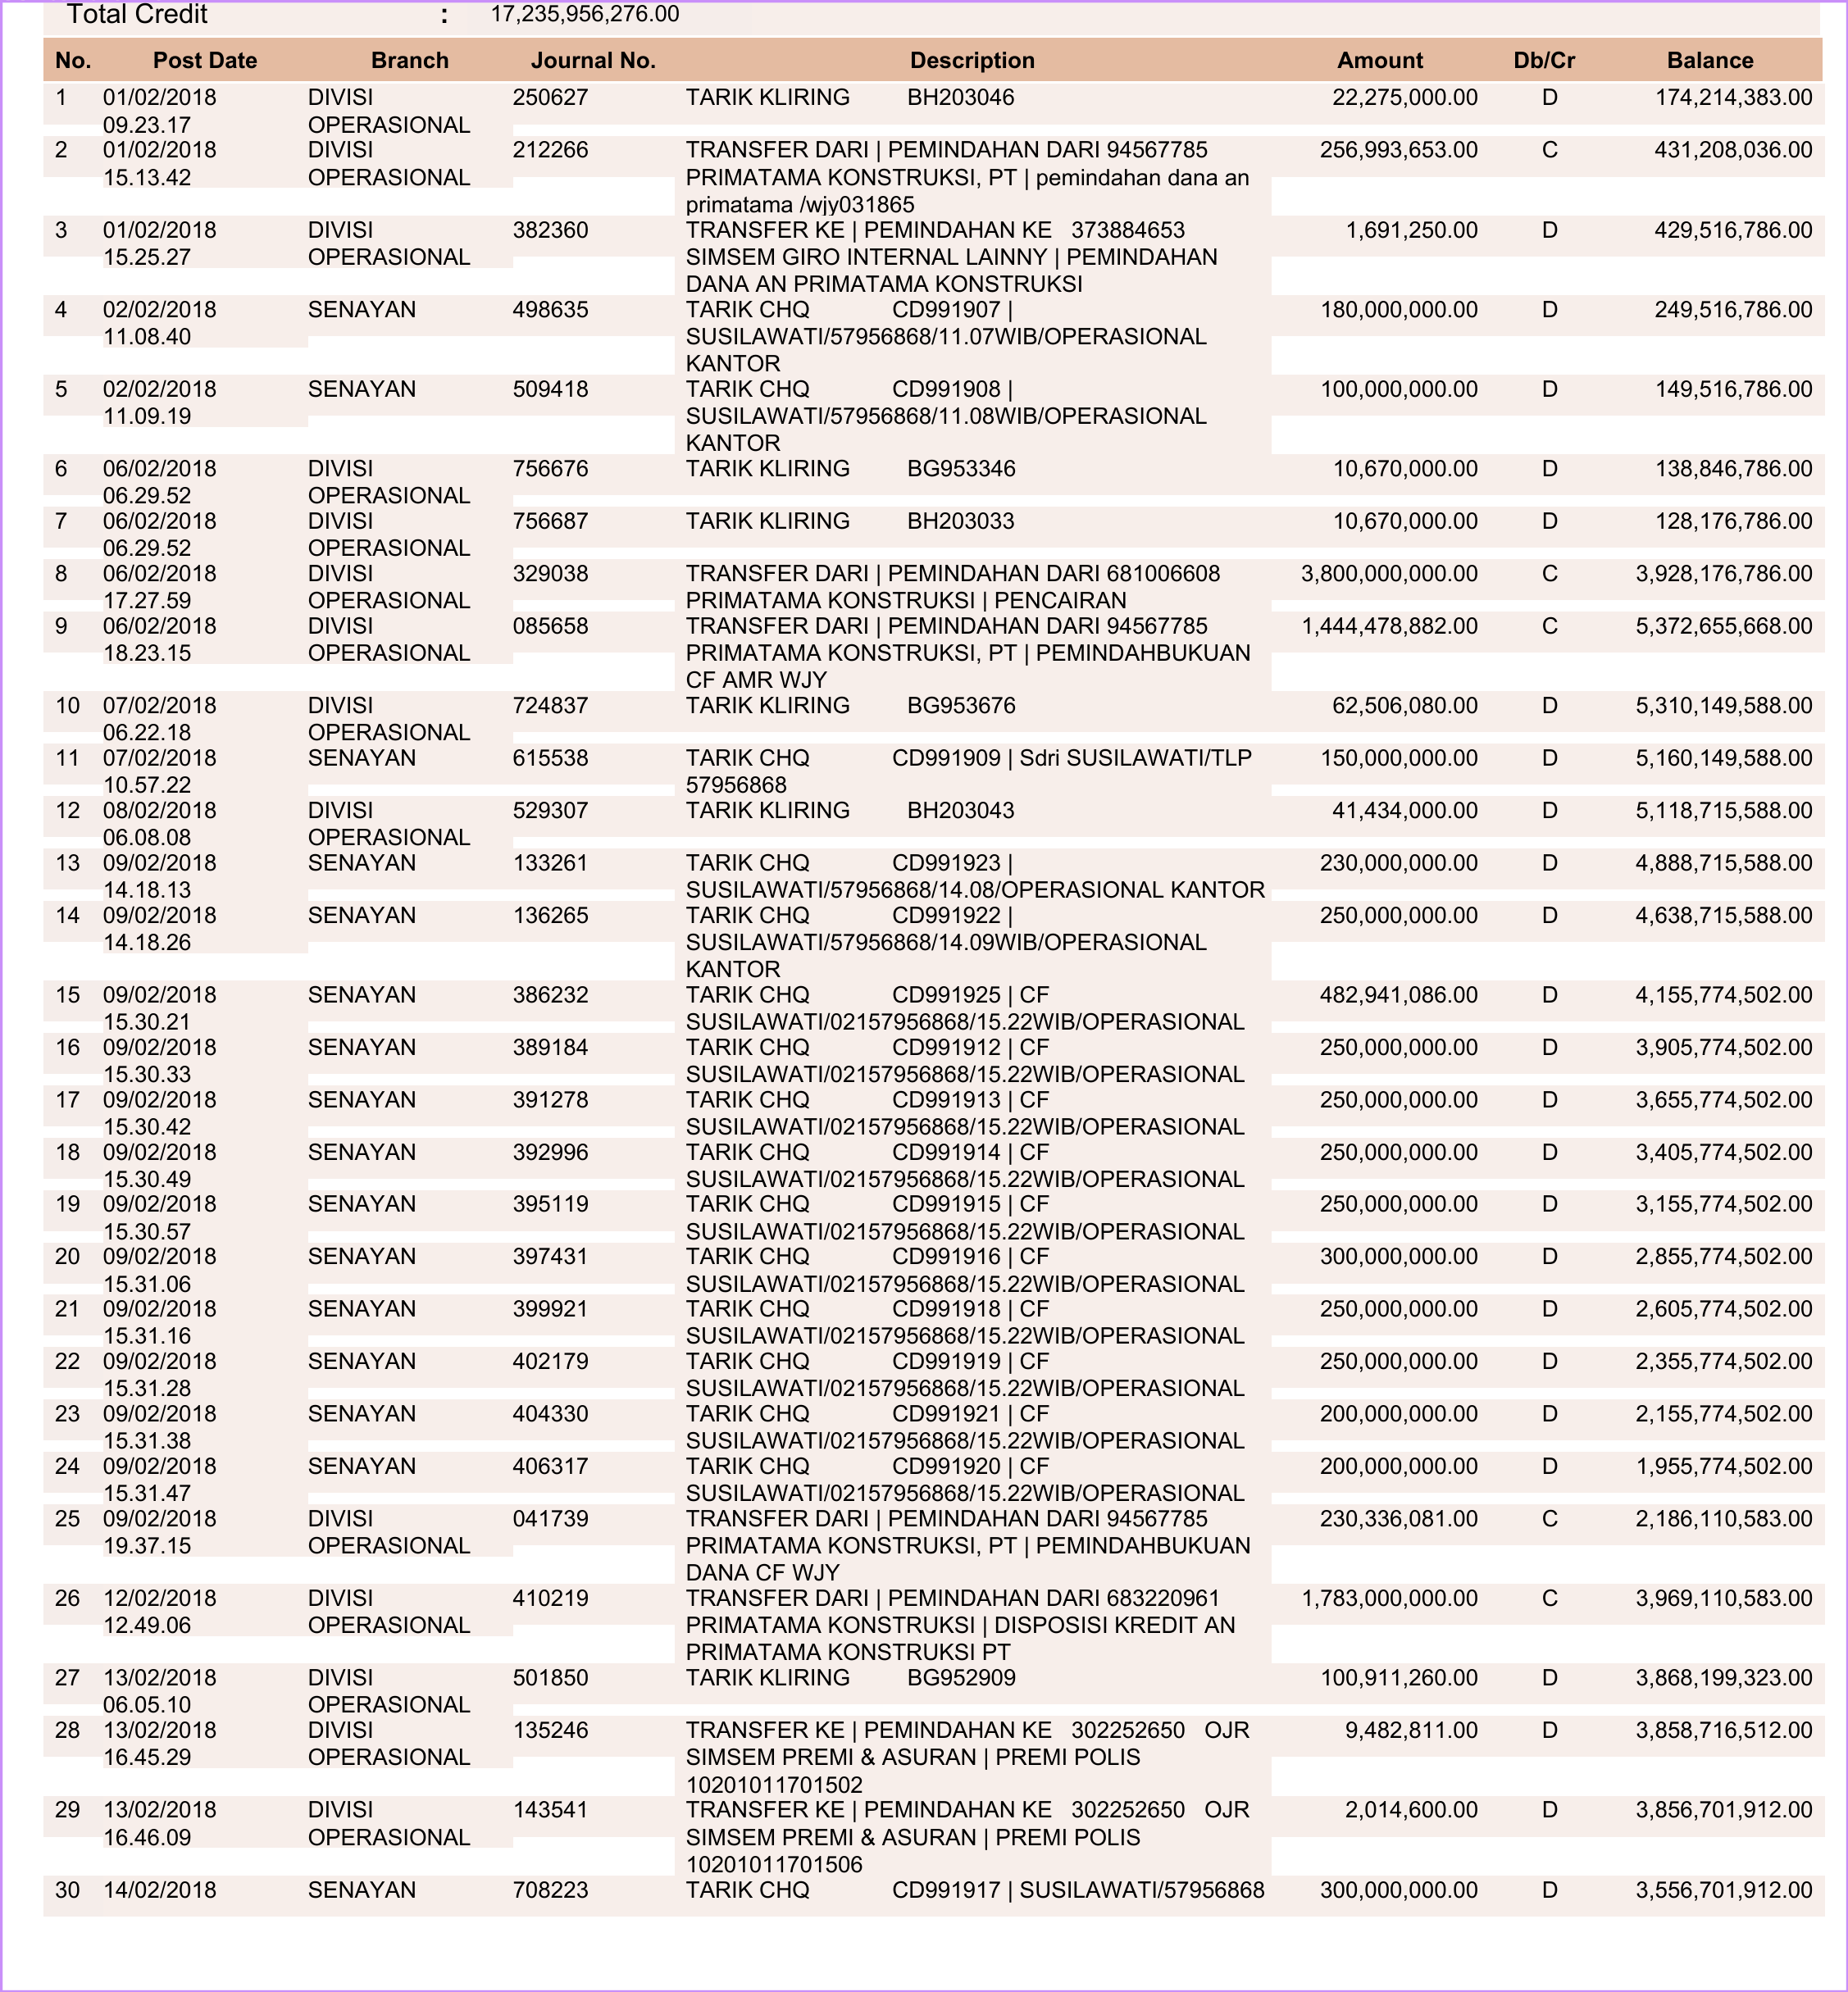 Total Credit : 17,235,956,276.00
No. Post Date Branch Journal No. Description Amount Db/Cr Balance
1 01/02/2018 DIVISI 250627 TARIK KLIRING BH203046 22,275,000.00 D 174,214,383.00
09.23.17 OPERASIONAL
2 01/02/2018 DIVISI 212266 TRANSFER DARI | PEMINDAHAN DARI 94567785 256,993,653.00 C 431,208,036.00
15.13.42 OPERASIONAL PRIMATAMA KONSTRUKSI, PT | pemindahan dana an
primatama /wjy031865
3 01/02/2018 DIVISI 382360 TRANSFER KE | PEMINDAHAN KE 373884653 1,691,250.00 D 429,516,786.00
15.25.27 OPERASIONAL SIMSEM GIRO INTERNAL LAINNY | PEMINDAHAN
DANA AN PRIMATAMA KONSTRUKSI
4 02/02/2018 SENAYAN 498635 TARIK CHQ CD991907 | 180,000,000.00 D 249,516,786.00
11.08.40 SUSILAWATI/57956868/11.07WIB/OPERASIONAL
KANTOR
5 02/02/2018 SENAYAN 509418 TARIK CHQ CD991908 | 100,000,000.00 D 149,516,786.00
11.09.19 SUSILAWATI/57956868/11.08WIB/OPERASIONAL
KANTOR
6 06/02/2018 DIVISI 756676 TARIK KLIRING BG953346 10,670,000.00 D 138,846,786.00
06.29.52 OPERASIONAL
7 06/02/2018 DIVISI 756687 TARIK KLIRING BH203033 10,670,000.00 D 128,176,786.00
06.29.52 OPERASIONAL
8 06/02/2018 DIVISI 329038 TRANSFER DARI | PEMINDAHAN DARI 681006608 3,800,000,000.00 C 3,928,176,786.00
17.27.59 OPERASIONAL PRIMATAMA KONSTRUKSI | PENCAIRAN
9 06/02/2018 DIVISI 085658 TRANSFER DARI | PEMINDAHAN DARI 94567785 1,444,478,882.00 C 5,372,655,668.00
18.23.15 OPERASIONAL PRIMATAMA KONSTRUKSI, PT | PEMINDAHBUKUAN
CF AMR WJY
10 07/02/2018 DIVISI 724837 TARIK KLIRING BG953676 62,506,080.00 D 5,310,149,588.00
06.22.18 OPERASIONAL
11 07/02/2018 SENAYAN 615538 TARIK CHQ CD991909 | Sdri SUSILAWATI/TLP 150,000,000.00 D 5,160,149,588.00
10.57.22 57956868
12 08/02/2018 DIVISI 529307 TARIK KLIRING BH203043 41,434,000.00 D 5,118,715,588.00
06.08.08 OPERASIONAL
13 09/02/2018 SENAYAN 133261 TARIK CHQ CD991923 | 230,000,000.00 D 4,888,715,588.00
14.18.13 SUSILAWATI/57956868/14.08/OPERASIONAL KANTOR
14 09/02/2018 SENAYAN 136265 TARIK CHQ CD991922 | 250,000,000.00 D 4,638,715,588.00
14.18.26 SUSILAWATI/57956868/14.09WIB/OPERASIONAL
KANTOR
15 09/02/2018 SENAYAN 386232 TARIK CHQ CD991925 | CF 482,941,086.00 D 4,155,774,502.00
15.30.21 SUSILAWATI/02157956868/15.22WIB/OPERASIONAL
16 09/02/2018 SENAYAN 389184 TARIK CHQ CD991912 | CF 250,000,000.00 D 3,905,774,502.00
15.30.33 SUSILAWATI/02157956868/15.22WIB/OPERASIONAL
17 09/02/2018 SENAYAN 391278 TARIK CHQ CD991913 | CF 250,000,000.00 D 3,655,774,502.00
15.30.42 SUSILAWATI/02157956868/15.22WIB/OPERASIONAL
18 09/02/2018 SENAYAN 392996 TARIK CHQ CD991914 | CF 250,000,000.00 D 3,405,774,502.00
15.30.49 SUSILAWATI/02157956868/15.22WIB/OPERASIONAL
19 09/02/2018 SENAYAN 395119 TARIK CHQ CD991915 | CF 250,000,000.00 D 3,155,774,502.00
15.30.57 SUSILAWATI/02157956868/15.22WIB/OPERASIONAL
20 09/02/2018 SENAYAN 397431 TARIK CHQ CD991916 | CF 300,000,000.00 D 2,855,774,502.00
15.31.06 SUSILAWATI/02157956868/15.22WIB/OPERASIONAL
21 09/02/2018 SENAYAN 399921 TARIK CHQ CD991918 | CF 250,000,000.00 D 2,605,774,502.00
15.31.16 SUSILAWATI/02157956868/15.22WIB/OPERASIONAL
22 09/02/2018 SENAYAN 402179 TARIK CHQ CD991919 | CF 250,000,000.00 D 2,355,774,502.00
15.31.28 SUSILAWATI/02157956868/15.22WIB/OPERASIONAL
23 09/02/2018 SENAYAN 404330 TARIK CHQ CD991921 | CF 200,000,000.00 D 2,155,774,502.00
15.31.38 SUSILAWATI/02157956868/15.22WIB/OPERASIONAL
24 09/02/2018 SENAYAN 406317 TARIK CHQ CD991920 | CF 200,000,000.00 D 1,955,774,502.00
15.31.47 SUSILAWATI/02157956868/15.22WIB/OPERASIONAL
25 09/02/2018 DIVISI 041739 TRANSFER DARI | PEMINDAHAN DARI 94567785 230,336,081.00 C 2,186,110,583.00
19.37.15 OPERASIONAL PRIMATAMA KONSTRUKSI, PT | PEMINDAHBUKUAN
DANA CF WJY
26 12/02/2018 DIVISI 410219 TRANSFER DARI | PEMINDAHAN DARI 683220961 1,783,000,000.00 C 3,969,110,583.00
12.49.06 OPERASIONAL PRIMATAMA KONSTRUKSI | DISPOSISI KREDIT AN
PRIMATAMA KONSTRUKSI PT
27 13/02/2018 DIVISI 501850 TARIK KLIRING BG952909 100,911,260.00 D 3,868,199,323.00
06.05.10 OPERASIONAL
28 13/02/2018 DIVISI 135246 TRANSFER KE | PEMINDAHAN KE 302252650 OJR 9,482,811.00 D 3,858,716,512.00
16.45.29 OPERASIONAL SIMSEM PREMI & ASURAN | PREMI POLIS
10201011701502
29 13/02/2018 DIVISI 143541 TRANSFER KE | PEMINDAHAN KE 302252650 OJR 2,014,600.00 D 3,856,701,912.00
16.46.09 OPERASIONAL SIMSEM PREMI & ASURAN | PREMI POLIS
10201011701506
30 14/02/2018 SENAYAN 708223 TARIK CHQ CD991917 | SUSILAWATI/57956868 300,000,000.00 D 3,556,701,912.00